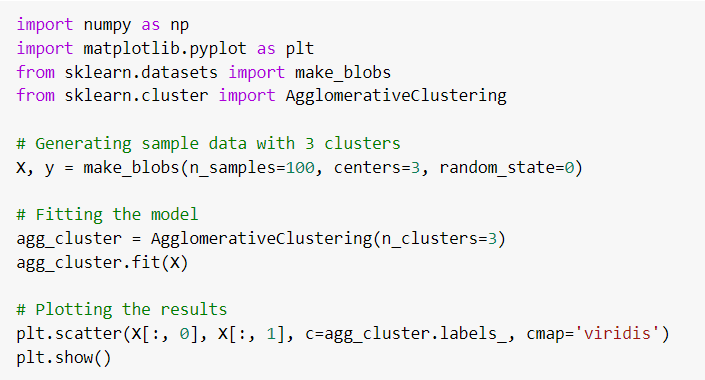 import numpy as np
import matplotlib.pyplot as plt
from sklearn.datasets import make_blobs
from sklearn.cluster import AgglomerativeClustering
# Generating sample data with 3 clusters
X, y = make_blobs(n_samples=100, centers=3, random_state=0)
# Fitting the model
agg_cluster = AgglomerativeClustering(n_clusters=3)
agg_cluster.fit(X)
# Plotting the results
plt.scatter(X[:, 0], X[:, 1], c=agg_cluster.labels_, cmap='viridis')
plt.show()